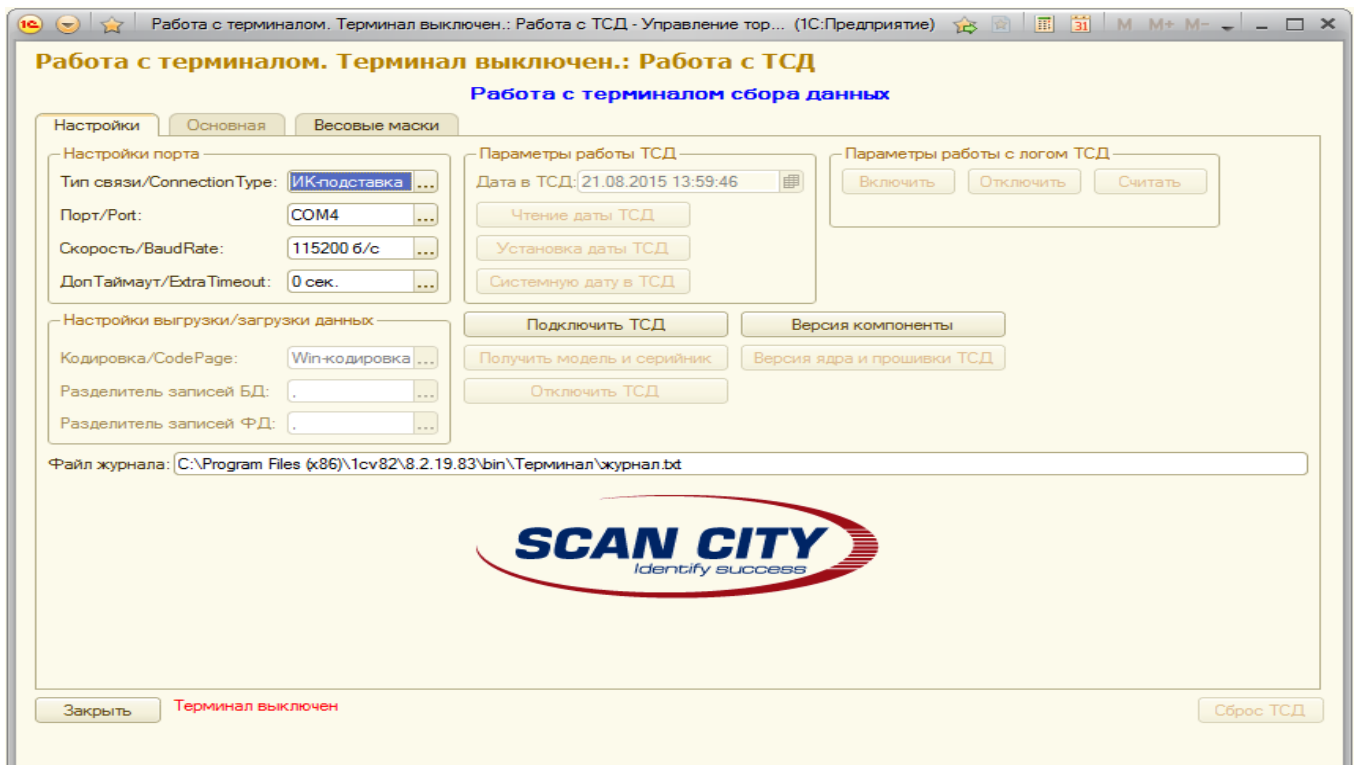 Работа с терминалом. Терминал выключен.: Работа с ТСД - Управление тор... (1С:Предприятие) 31 M M+ M-
Работа с терминалом. Терминал выключен.: Работа с ТСД
Работа с терминалом сбора данных
Настройки Основная Весовые маски
Настройки порта
Тип связи/ConnectionType: ИК-подставка ...
Порт/Port: COM4 ...
Скорость/BaudRate: 115200 б/с ...
ДопТаймаут/ExtraTimeout: 0 сек. ...
Параметры работы ТСД
Дата в ТСД: 21.08.2015 13:59:46
Чтение даты ТСД
Установка даты ТСД
Системную дату в ТСД
Параметры работы с логом ТСД
Включить Отключить Считать
Настройки выгрузки/загрузки данных
Кодировка/CodePage: Win-кодировка ...
Разделитель записей БД: , ...
Разделитель записей ФД: , ...
Подключить ТСД Версия компоненты
Получить модель и серийник Версия ядра и прошивки ТСД
Отключить ТСД
Файл журнала: C:\Program Files (x86)\1cv82\8.2.19.83\bin\Терминал\журнал.txt
SCAN CITY
Identify success
Закрыть Терминал выключен Сброс ТСД